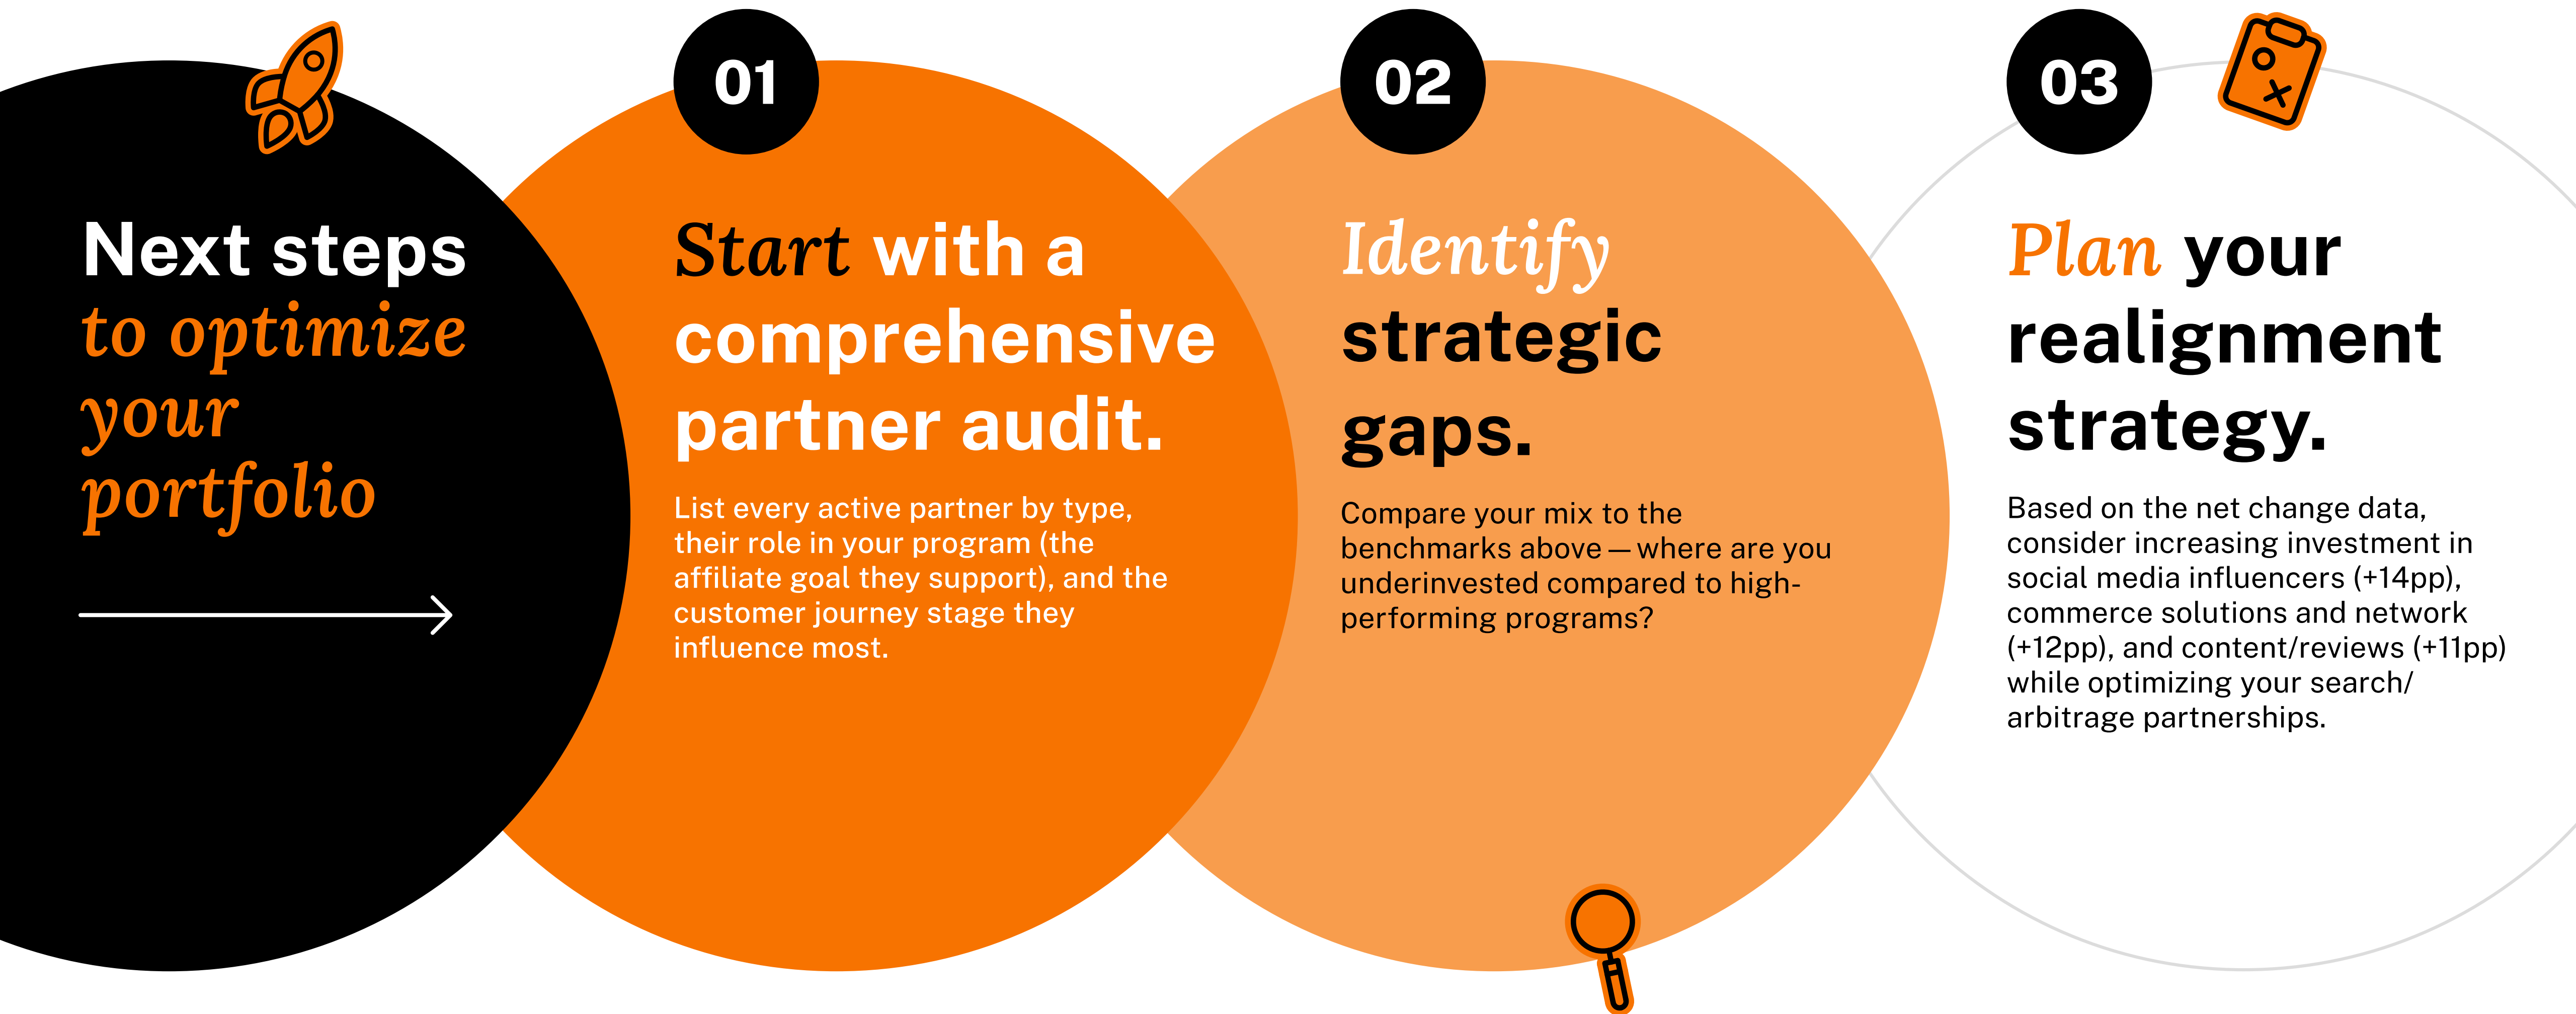 Next steps
to optimize
your
portfolio
01
Start with a
comprehensive
partner audit.
List every active partner by type,
their role in your program (the
affiliate goal they support), and the
customer journey stage they
influence most.
02
Identify
strategic
gaps.
Compare your mix to the
benchmarks above — where are you
underinvested compared to high-
performing programs?
03
Plan your
realignment
strategy.
Based on the net change data,
consider increasing investment in
social media influencers (+14pp),
commerce solutions and network
(+12pp), and content/reviews (+11pp)
while optimizing your search/
arbitrage partnerships.